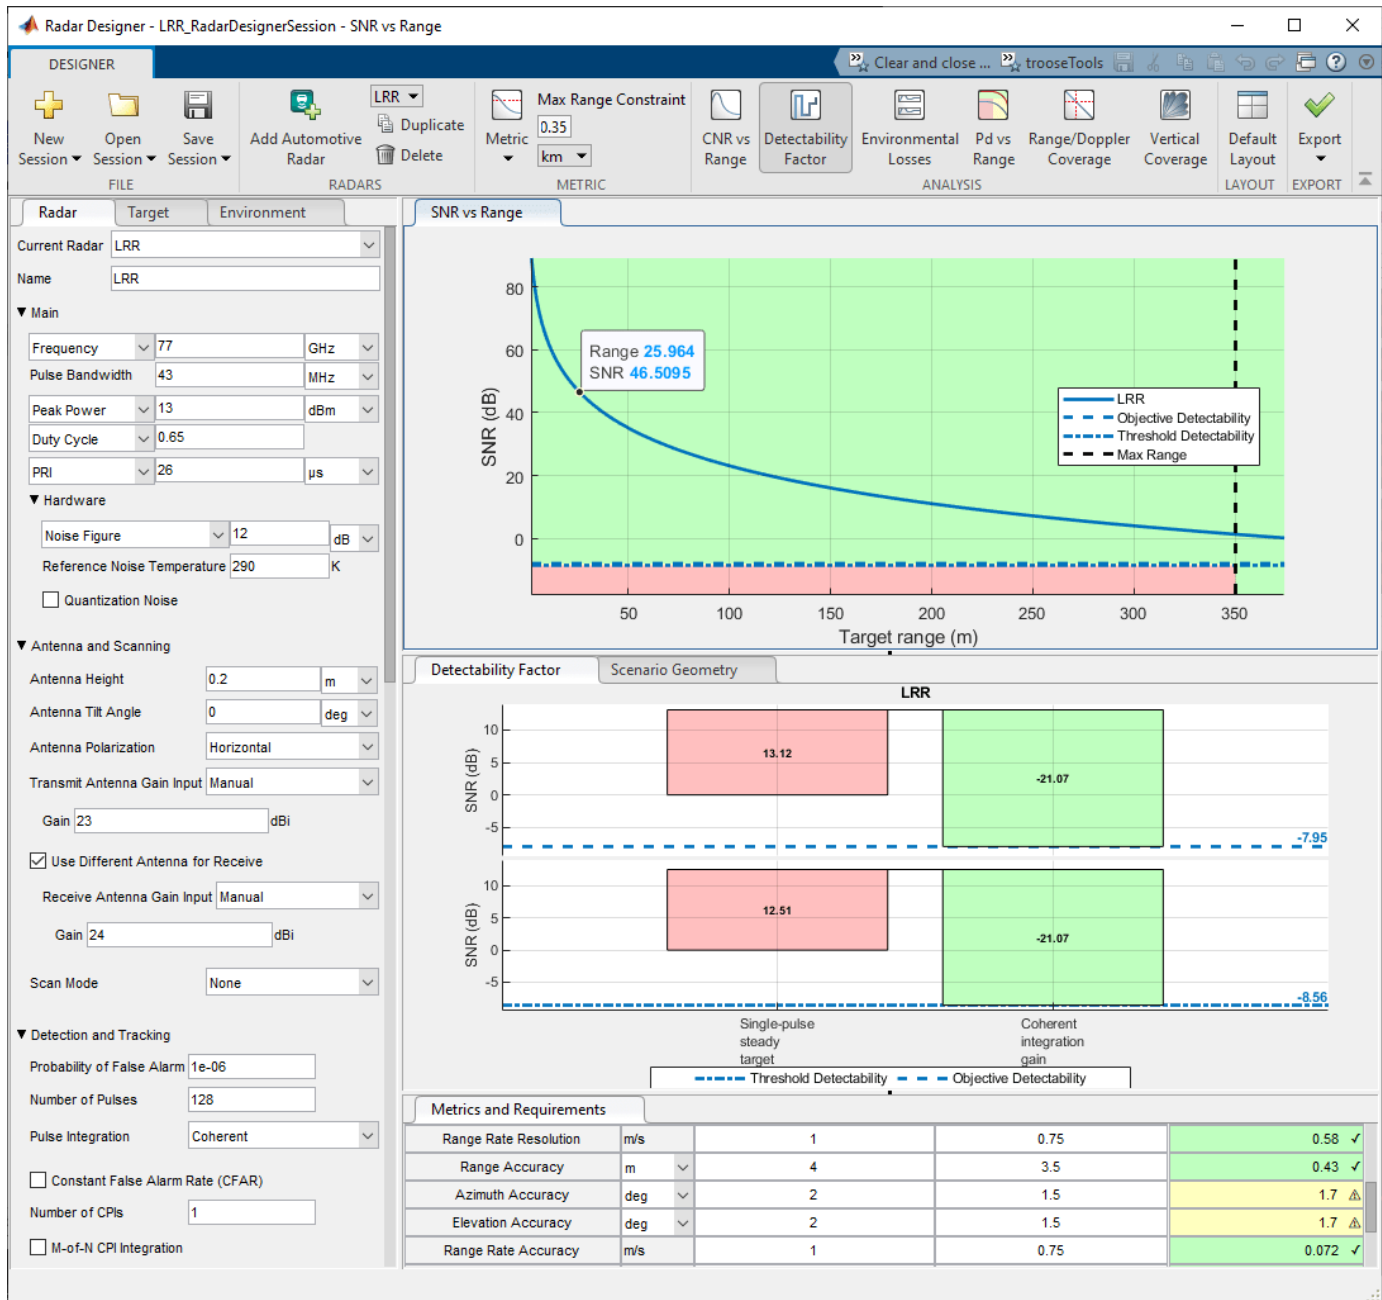 Radar Designer - LRR_RadarDesignerSession - SNR vs Range
DESIGNER
Clear and close ... trooseTools
New Session
Open Session
Save Session
FILE
Add Automotive Radar
LRR
Duplicate
Delete
RADARS
Metric
Max Range Constraint
0.35
km
METRIC
CNR vs Range
Detectability Factor
Environmental Losses
Pd vs Range
Range/Doppler Coverage
Vertical Coverage
ANALYSIS
Default Layout
LAYOUT
Export
EXPORT
Radar Target Environment
Current Radar LRR
Name LRR
Main
Frequency 77 GHz
Pulse Bandwidth 43 MHz
Peak Power 13 dBm
Duty Cycle 0.65
PRI 26 µs
Hardware
Noise Figure 12 dB
Reference Noise Temperature 290 K
Quantization Noise
Antenna and Scanning
Antenna Height 0.2 m
Antenna Tilt Angle 0 deg
Antenna Polarization Horizontal
Transmit Antenna Gain Input Manual
Gain 23 dBi
Use Different Antenna for Receive
Receive Antenna Gain Input Manual
Gain 24 dBi
Scan Mode None
Detection and Tracking
Probability of False Alarm 1e-06
Number of Pulses 128
Pulse Integration Coherent
Constant False Alarm Rate (CFAR)
Number of CPIs 1
M-of-N CPI Integration
SNR vs Range
SNR (dB)
80
60
40
20
0
Range 25.964
SNR 46.5095
LRR
Objective Detectability
Threshold Detectability
Max Range
50 100 150 200 250 300 350
Target range (m)
Detectability Factor Scenario Geometry
LRR
SNR (dB)
10
5
0
-5
13.12
-21.07
-7.95
SNR (dB)
10
5
0
-5
12.51
-21.07
-8.56
Single-pulse
steady
target
Coherent
integration
gain
Threshold Detectability Objective Detectability
Metrics and Requirements
Range Rate Resolution m/s 1 0.75 0.58 ✓
Range Accuracy m 4 3.5 0.43 ✓
Azimuth Accuracy deg 2 1.5 1.7 ⚠
Elevation Accuracy deg 2 1.5 1.7 ⚠
Range Rate Accuracy m/s 1 0.75 0.072 ✓